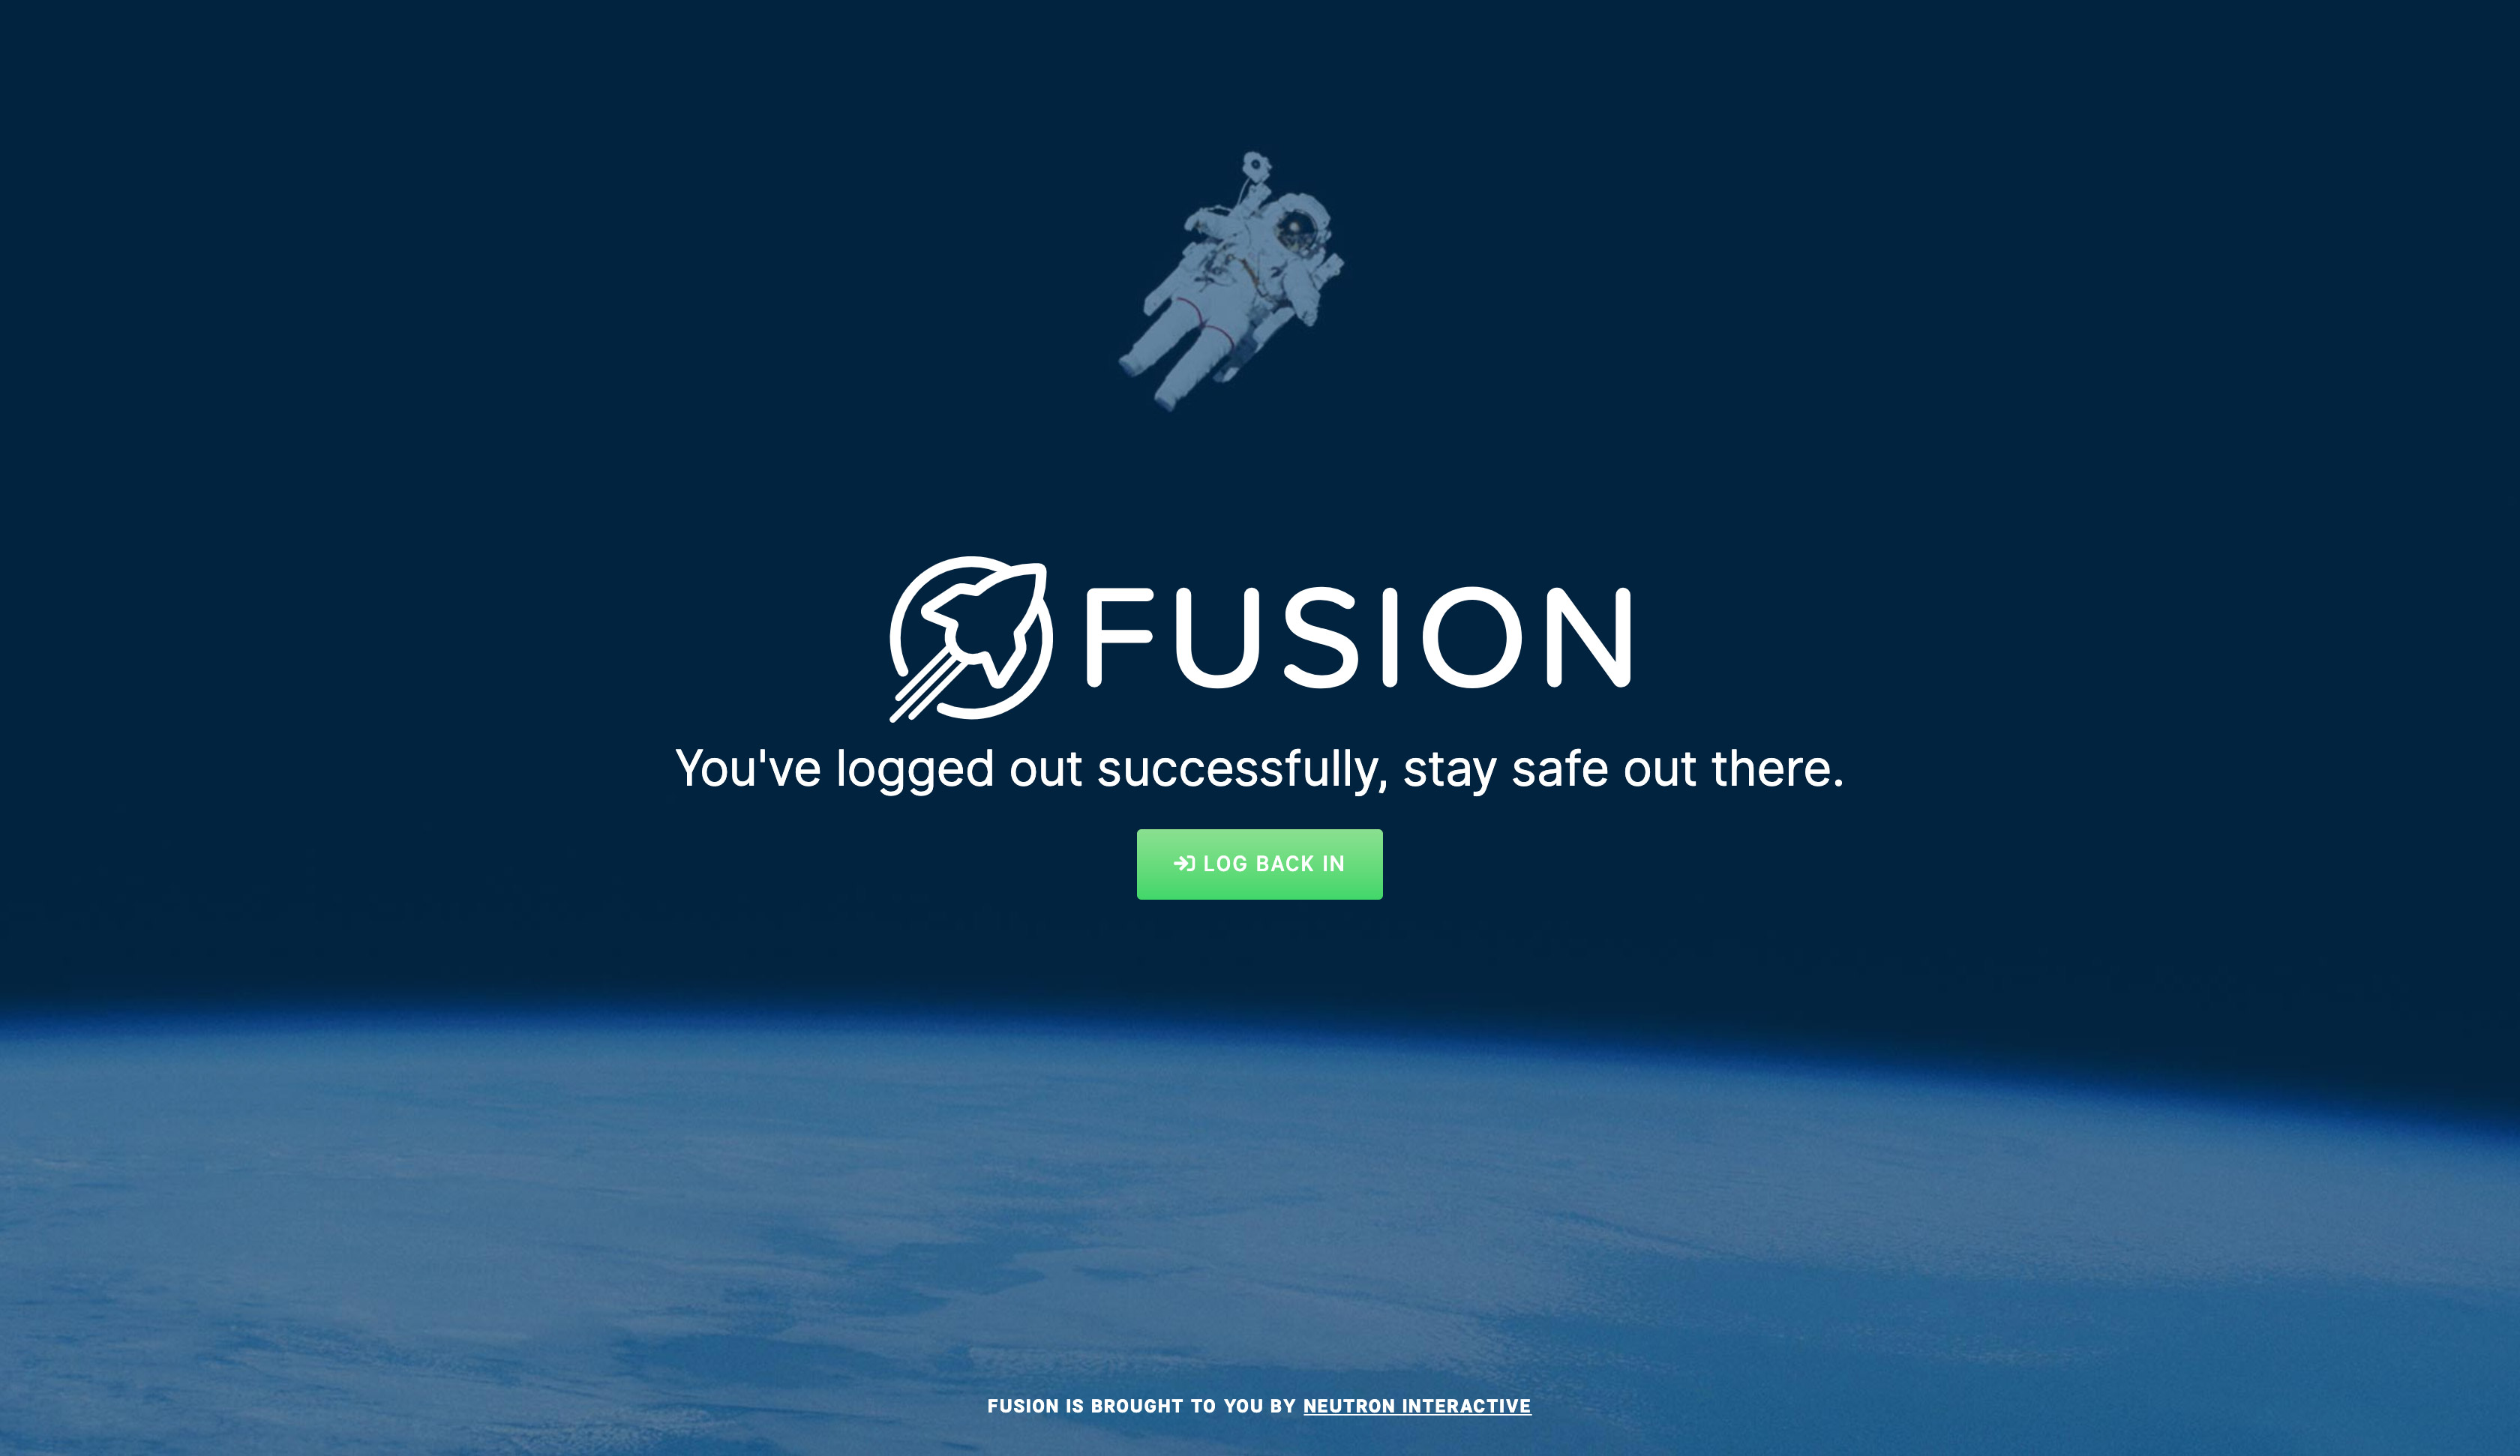 FUSION
You've logged out successfully, stay safe out there.
LOG BACK IN
FUSION IS BROUGHT TO YOU BY NEUTRON INTERACTIVE